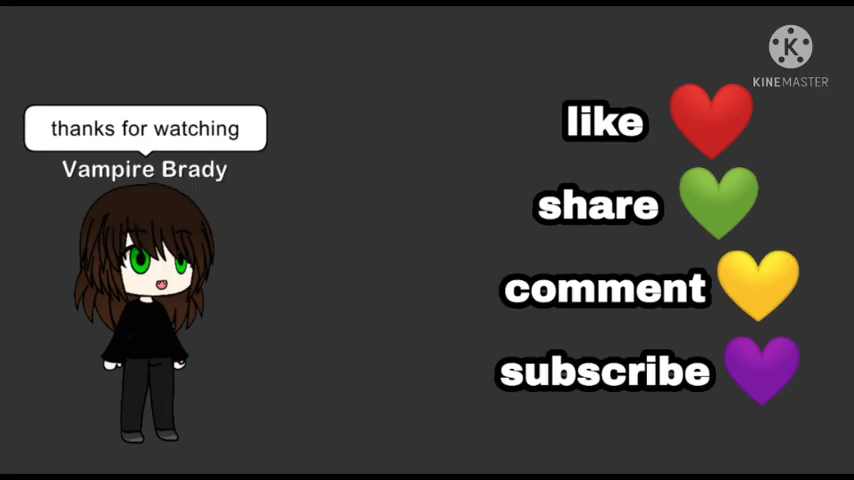 K
KINEMASTER
thanks for watching
Vampire Brady
like
share
comment
subscribe